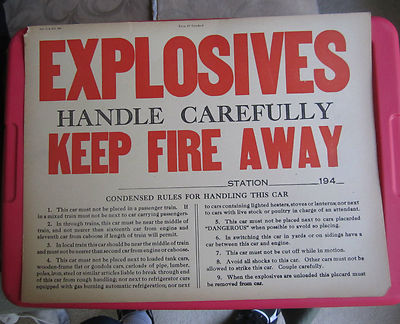 EXPLOSIVES
HANDLE CAREFULLY
KEEP FIRE AWAY
STATION 194
CONDENSED RULES FOR HANDLING THIS CAR
1. This car must not be placed in a passenger train. If
in a mixed train must not be next to car carrying passengers.
2. In through trains, this car must be near the middle of
train, and not nearer than sixteenth car from engine and
eleventh car from caboose if length of train will permit.
3. In local train this car should be near the middle of train
and must not be nearer than second car from engine or caboose.
4. This car must not be placed next to loaded tank cars,
wooden-frame flat or gondola cars, carloads of pipe, lumber,
poles, iron, steel or similar articles liable to break through end
of this car from rough handling; nor next to refrigerator cars
equipped with gas burning automatic refrigeration; nor next
to cars containing lighted heaters, stoves or lanterns; nor next
to cars with live stock or poultry in charge of an attendant.
5. This car must not be placed next to cars placarded
"DANGEROUS" when possible to avoid so placing.
6. In switching this car in yards or on sidings have a
car between this car and engine.
7. This car must not be cut off while in motion.
8. Avoid all shocks to this car. Other cars must not be
allowed to strike this car. Couple carefully.
9. When the explosives are unloaded this placard must
be removed from car.